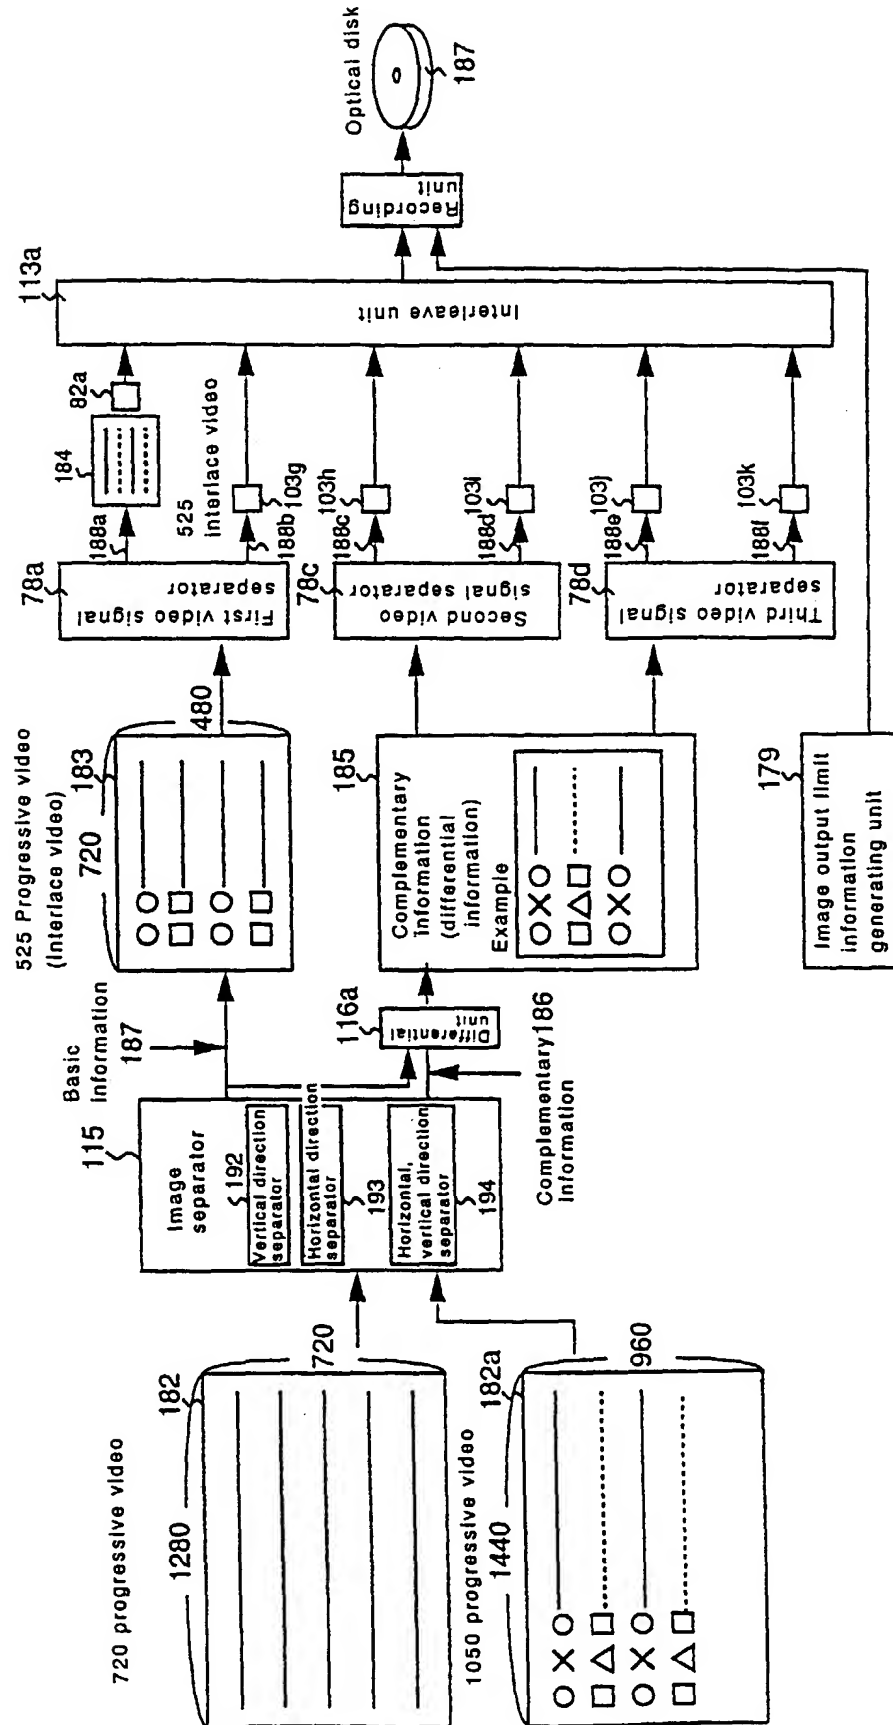 720 progressive video
1280
182
720
1050 progressive video
1440
182a
960
115
Image
separator
192
Vertical direction
separator
Horizontal direction
separator
193
Horizontal,
vertical direction
separator
194
Basic
Information
187
Complementary186
Information
116a
Differential
unit
525 Progressive video
(Interlace video)
720
183
480
185
Complementary
Information
(differential
information)
Example
179
Image output limit
information
generating unit
78a
First video signal
separator
78c
Second video
signal separator
78d
Third video signal
separator
188a
188b
188c
188d
188e
188f
184
82a
525
interlace video
103g
103h
103i
103j
103k
113a
Interleave unit
Recording
unit
Optical disk
187